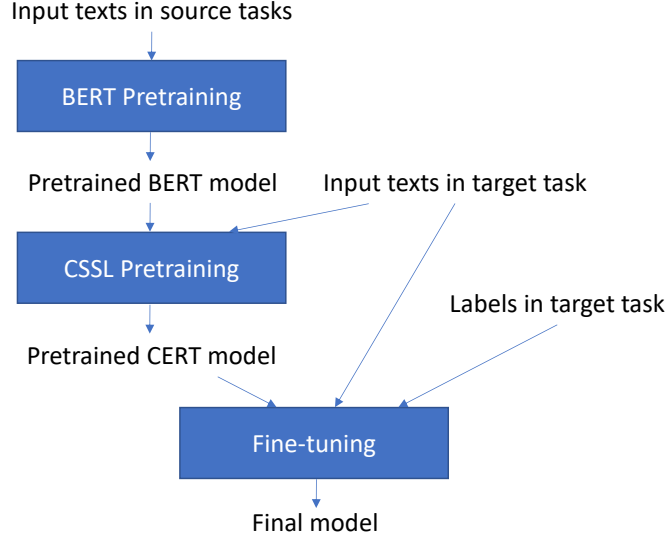 Input texts in source tasks
BERT Pretraining
Pretrained BERT model
Input texts in target task
CSSL Pretraining
Labels in target task
Pretrained CERT model
Fine-tuning
Final model